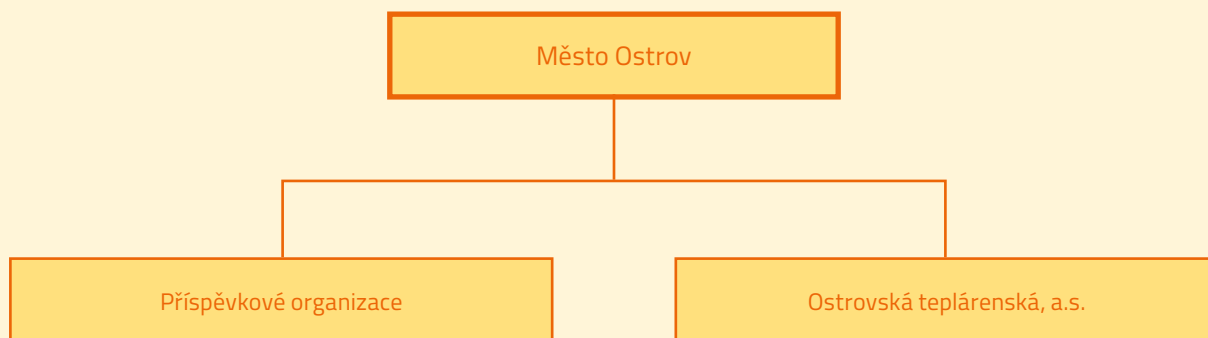 Město Ostrov
Příspěvkové organizace
Ostrovská teplárenská, a.s.